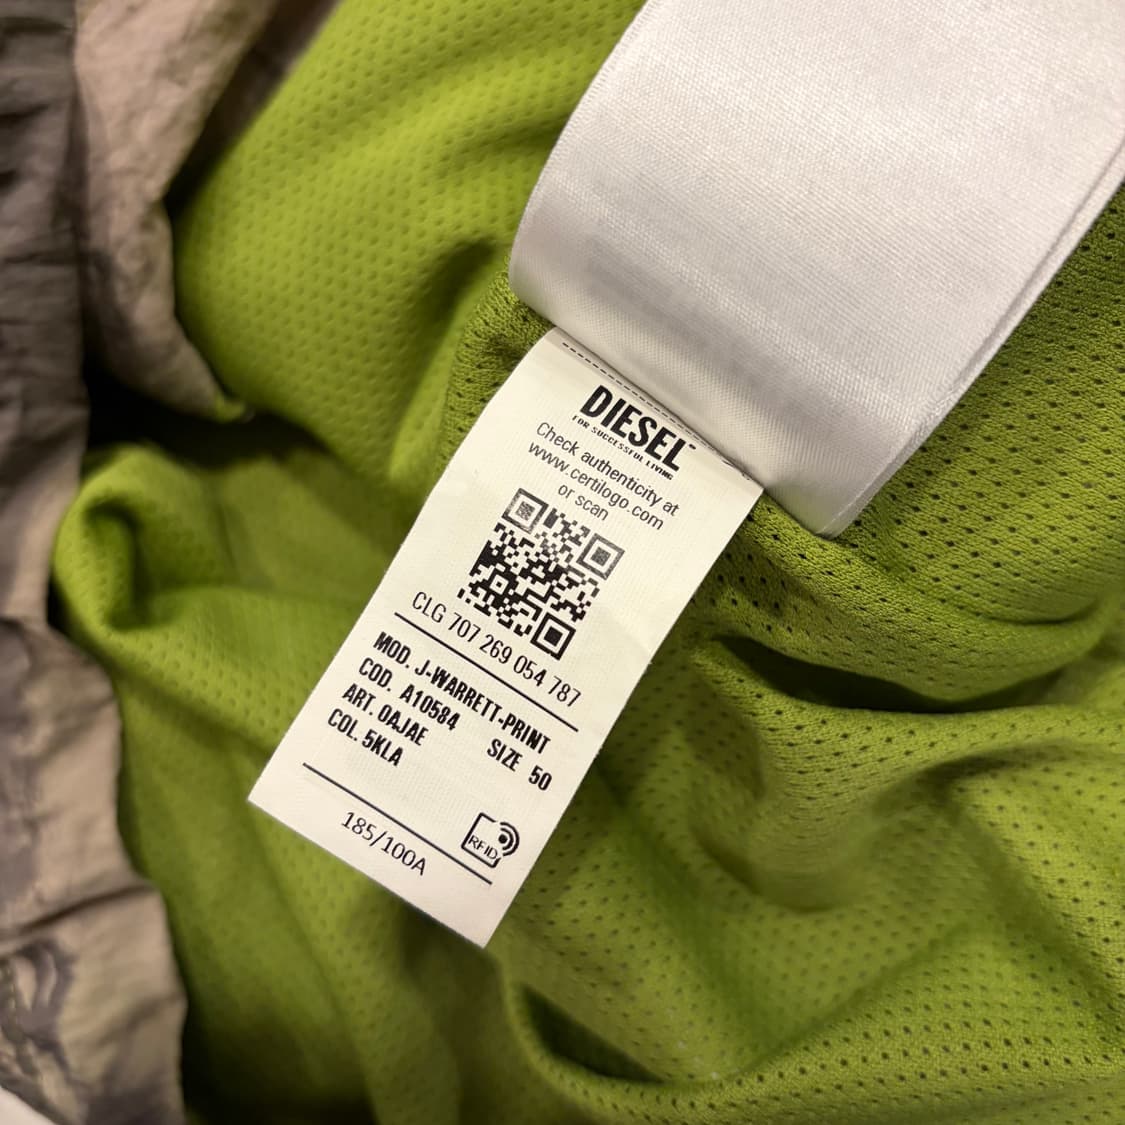 DIESEL
FOR SUCCESSFUL LIVING
Check authenticity at
www.certilogo.com
or scan
CLG 707 269 054 787
MOD. J-WARRETT-PRINT
COD. A10584 SIZE 50
ART. 0AJAE
COL. 5KLA
185/100A
RFID